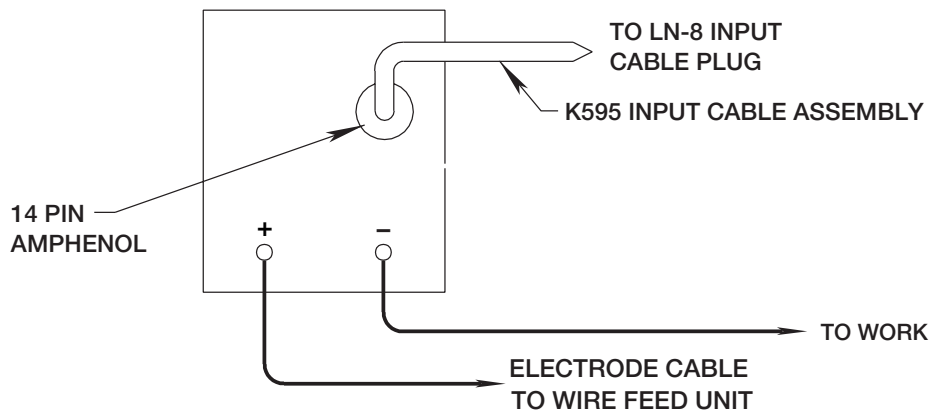 TO LN-8 INPUT
CABLE PLUG
K595 INPUT CABLE ASSEMBLY
14 PIN
AMPHENOL
+
–
TO WORK
ELECTRODE CABLE
TO WIRE FEED UNIT